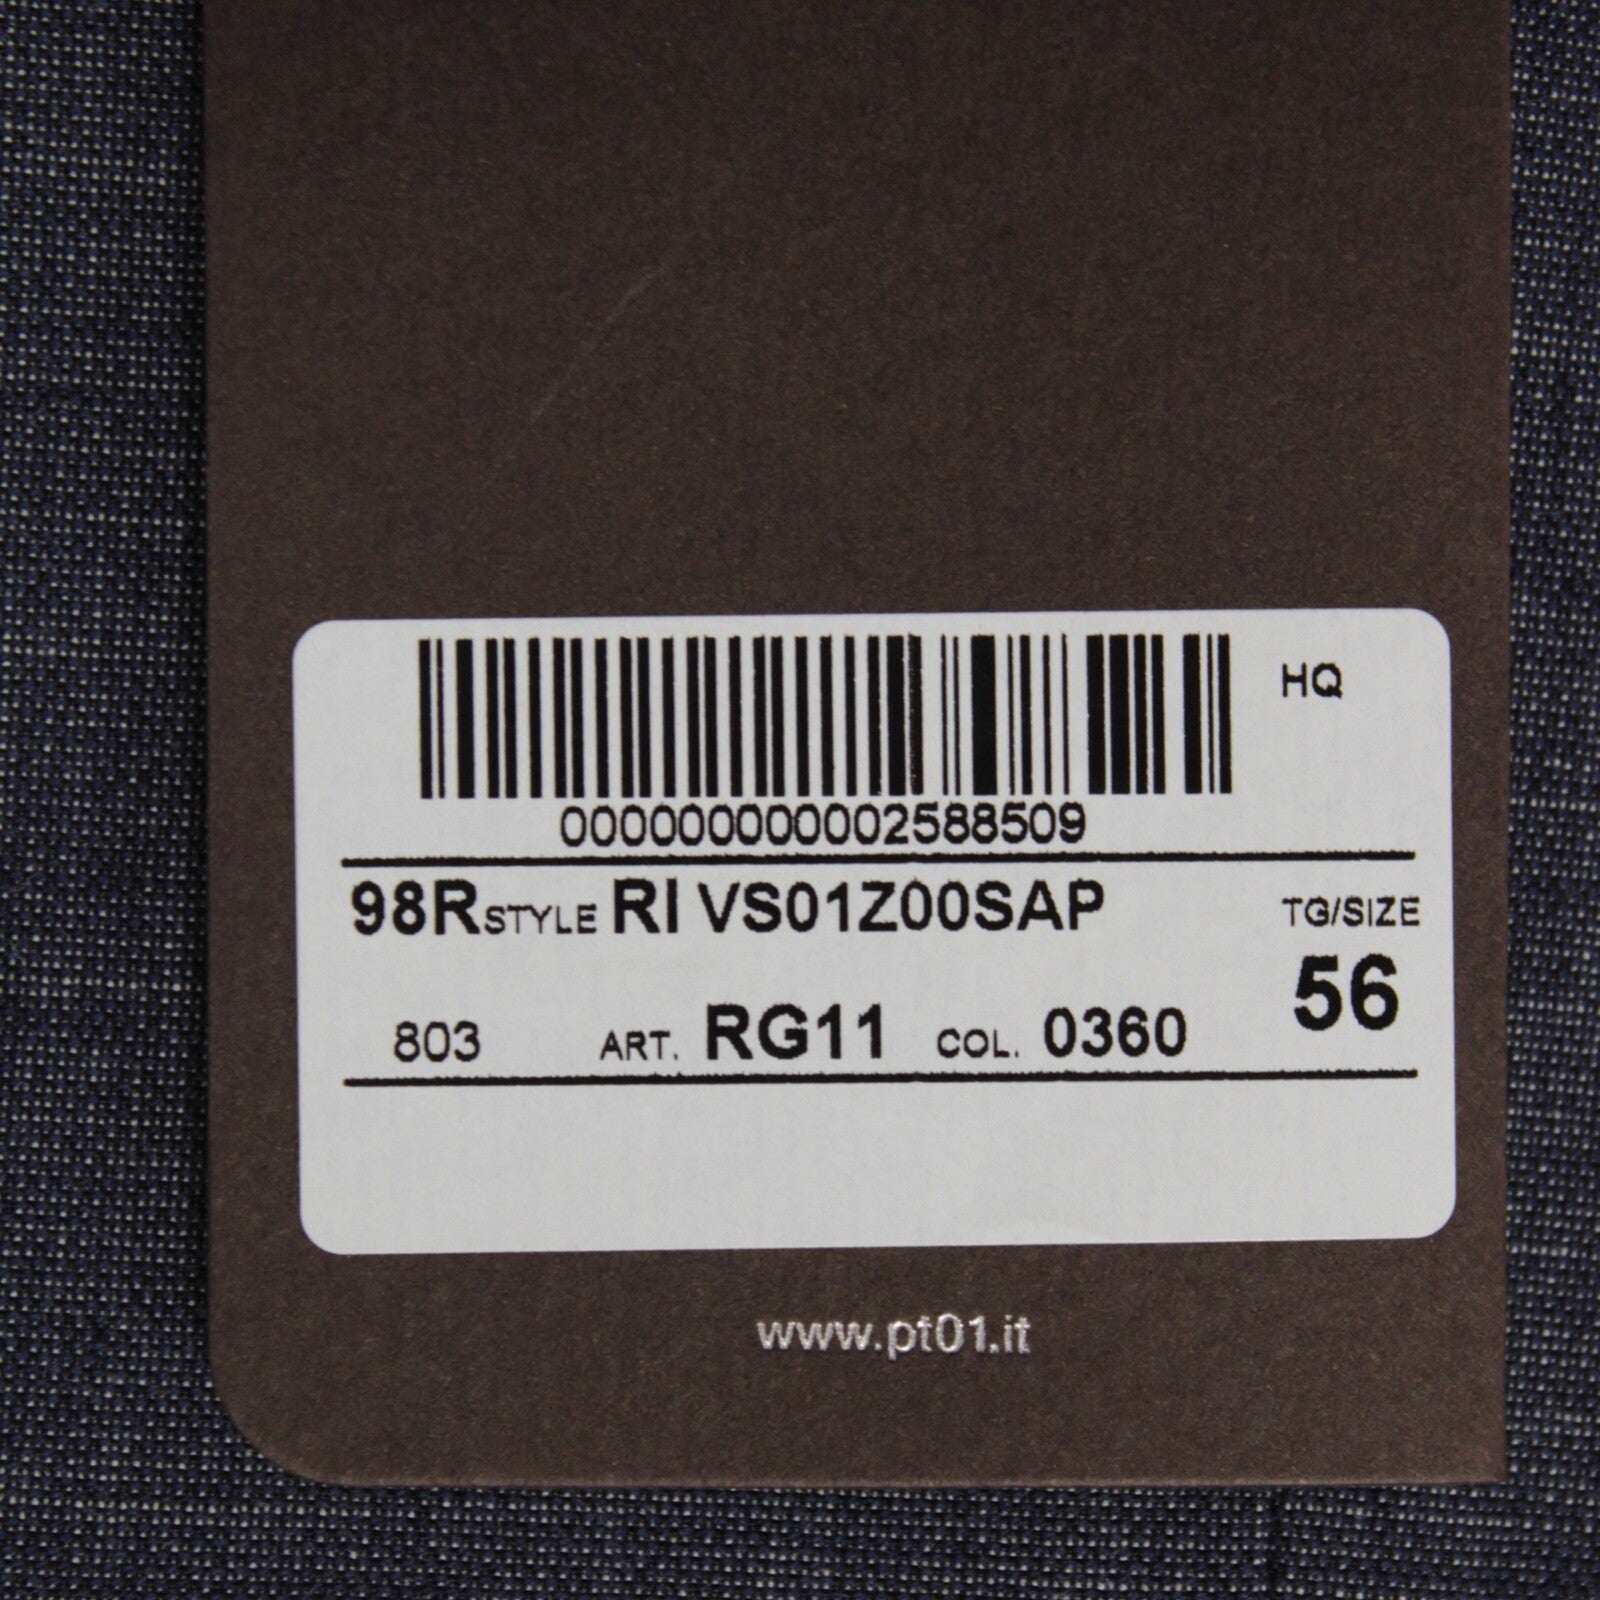 HQ
000000000002588509
98R STYLE RI VS01Z00SAP
TG/SIZE
56
803 ART. RG11 COL. 0360
www.pt01.it